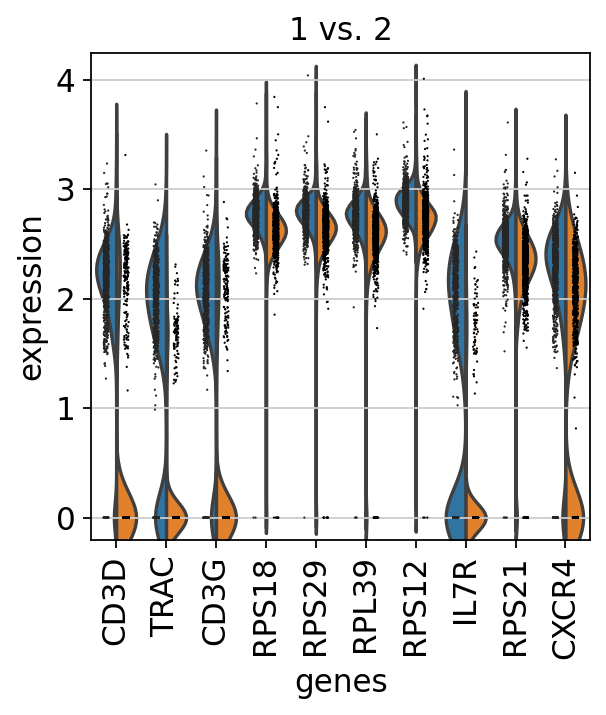 1 vs. 2
expression
4
3
2
1
0
CD3D
TRAC
CD3G
RPS18
RPS29
RPL39
RPS12
IL7R
RPS21
CXCR4
genes